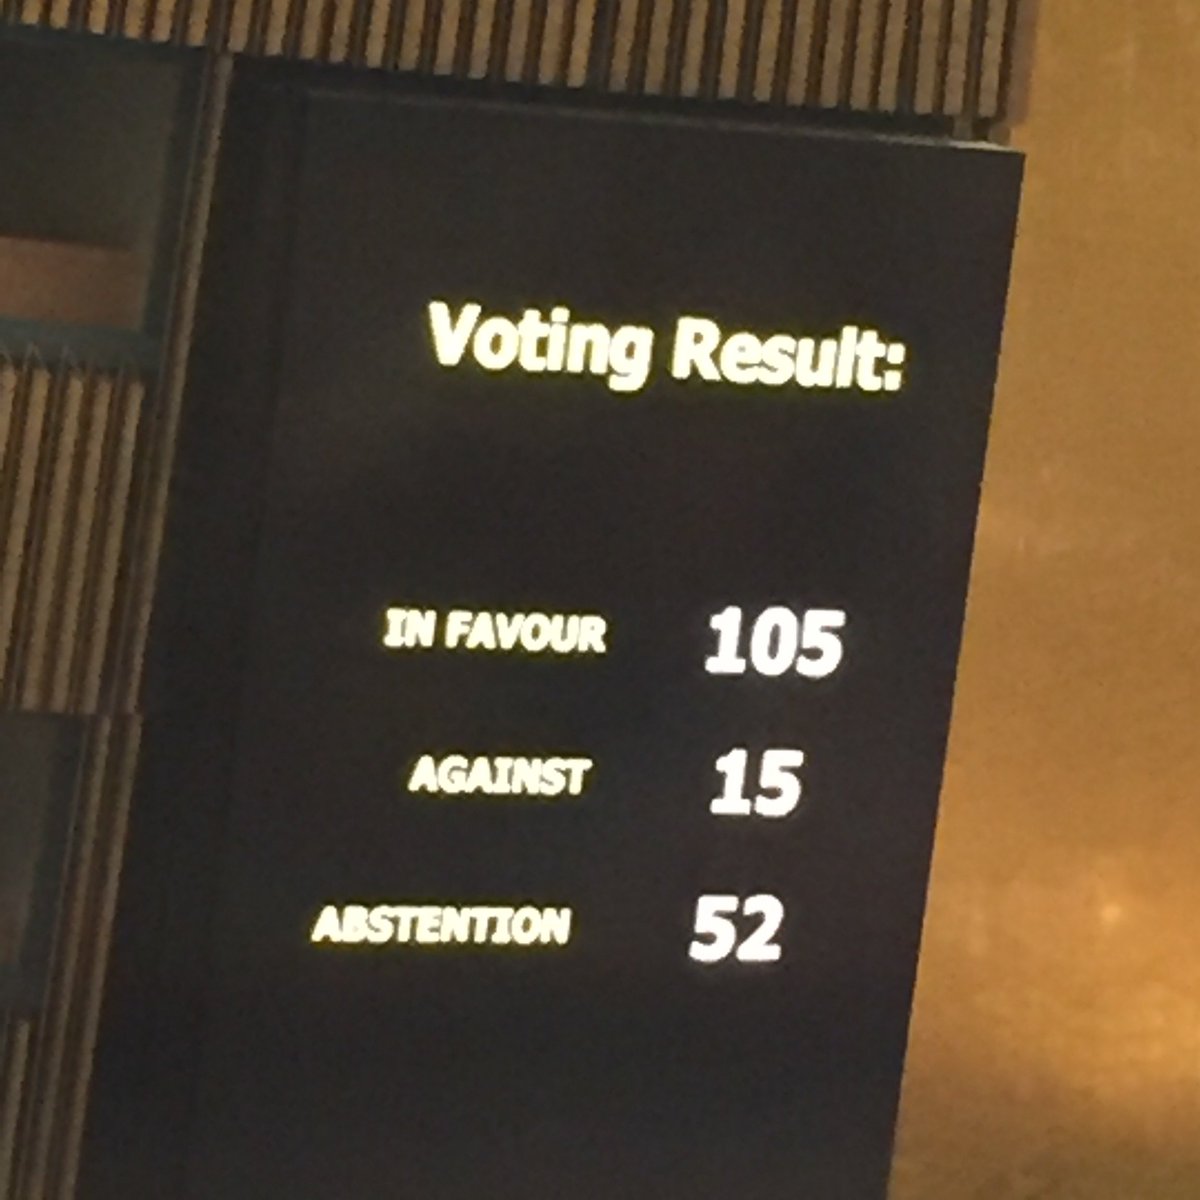 Voting Result:
IN FAVOUR 105
AGAINST 15
ABSTENTION 52